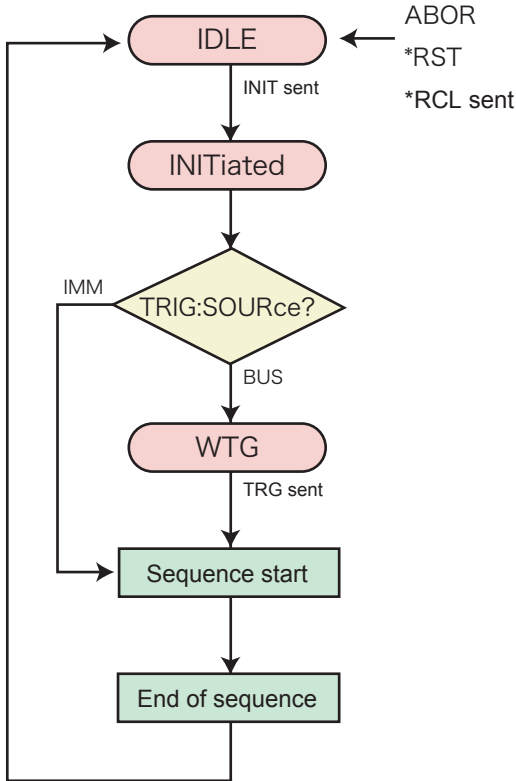 IDLE
ABOR
*RST
*RCL sent
INIT sent
INITiated
IMM
TRIG:SOURce?
BUS
WTG
TRG sent
Sequence start
End of sequence